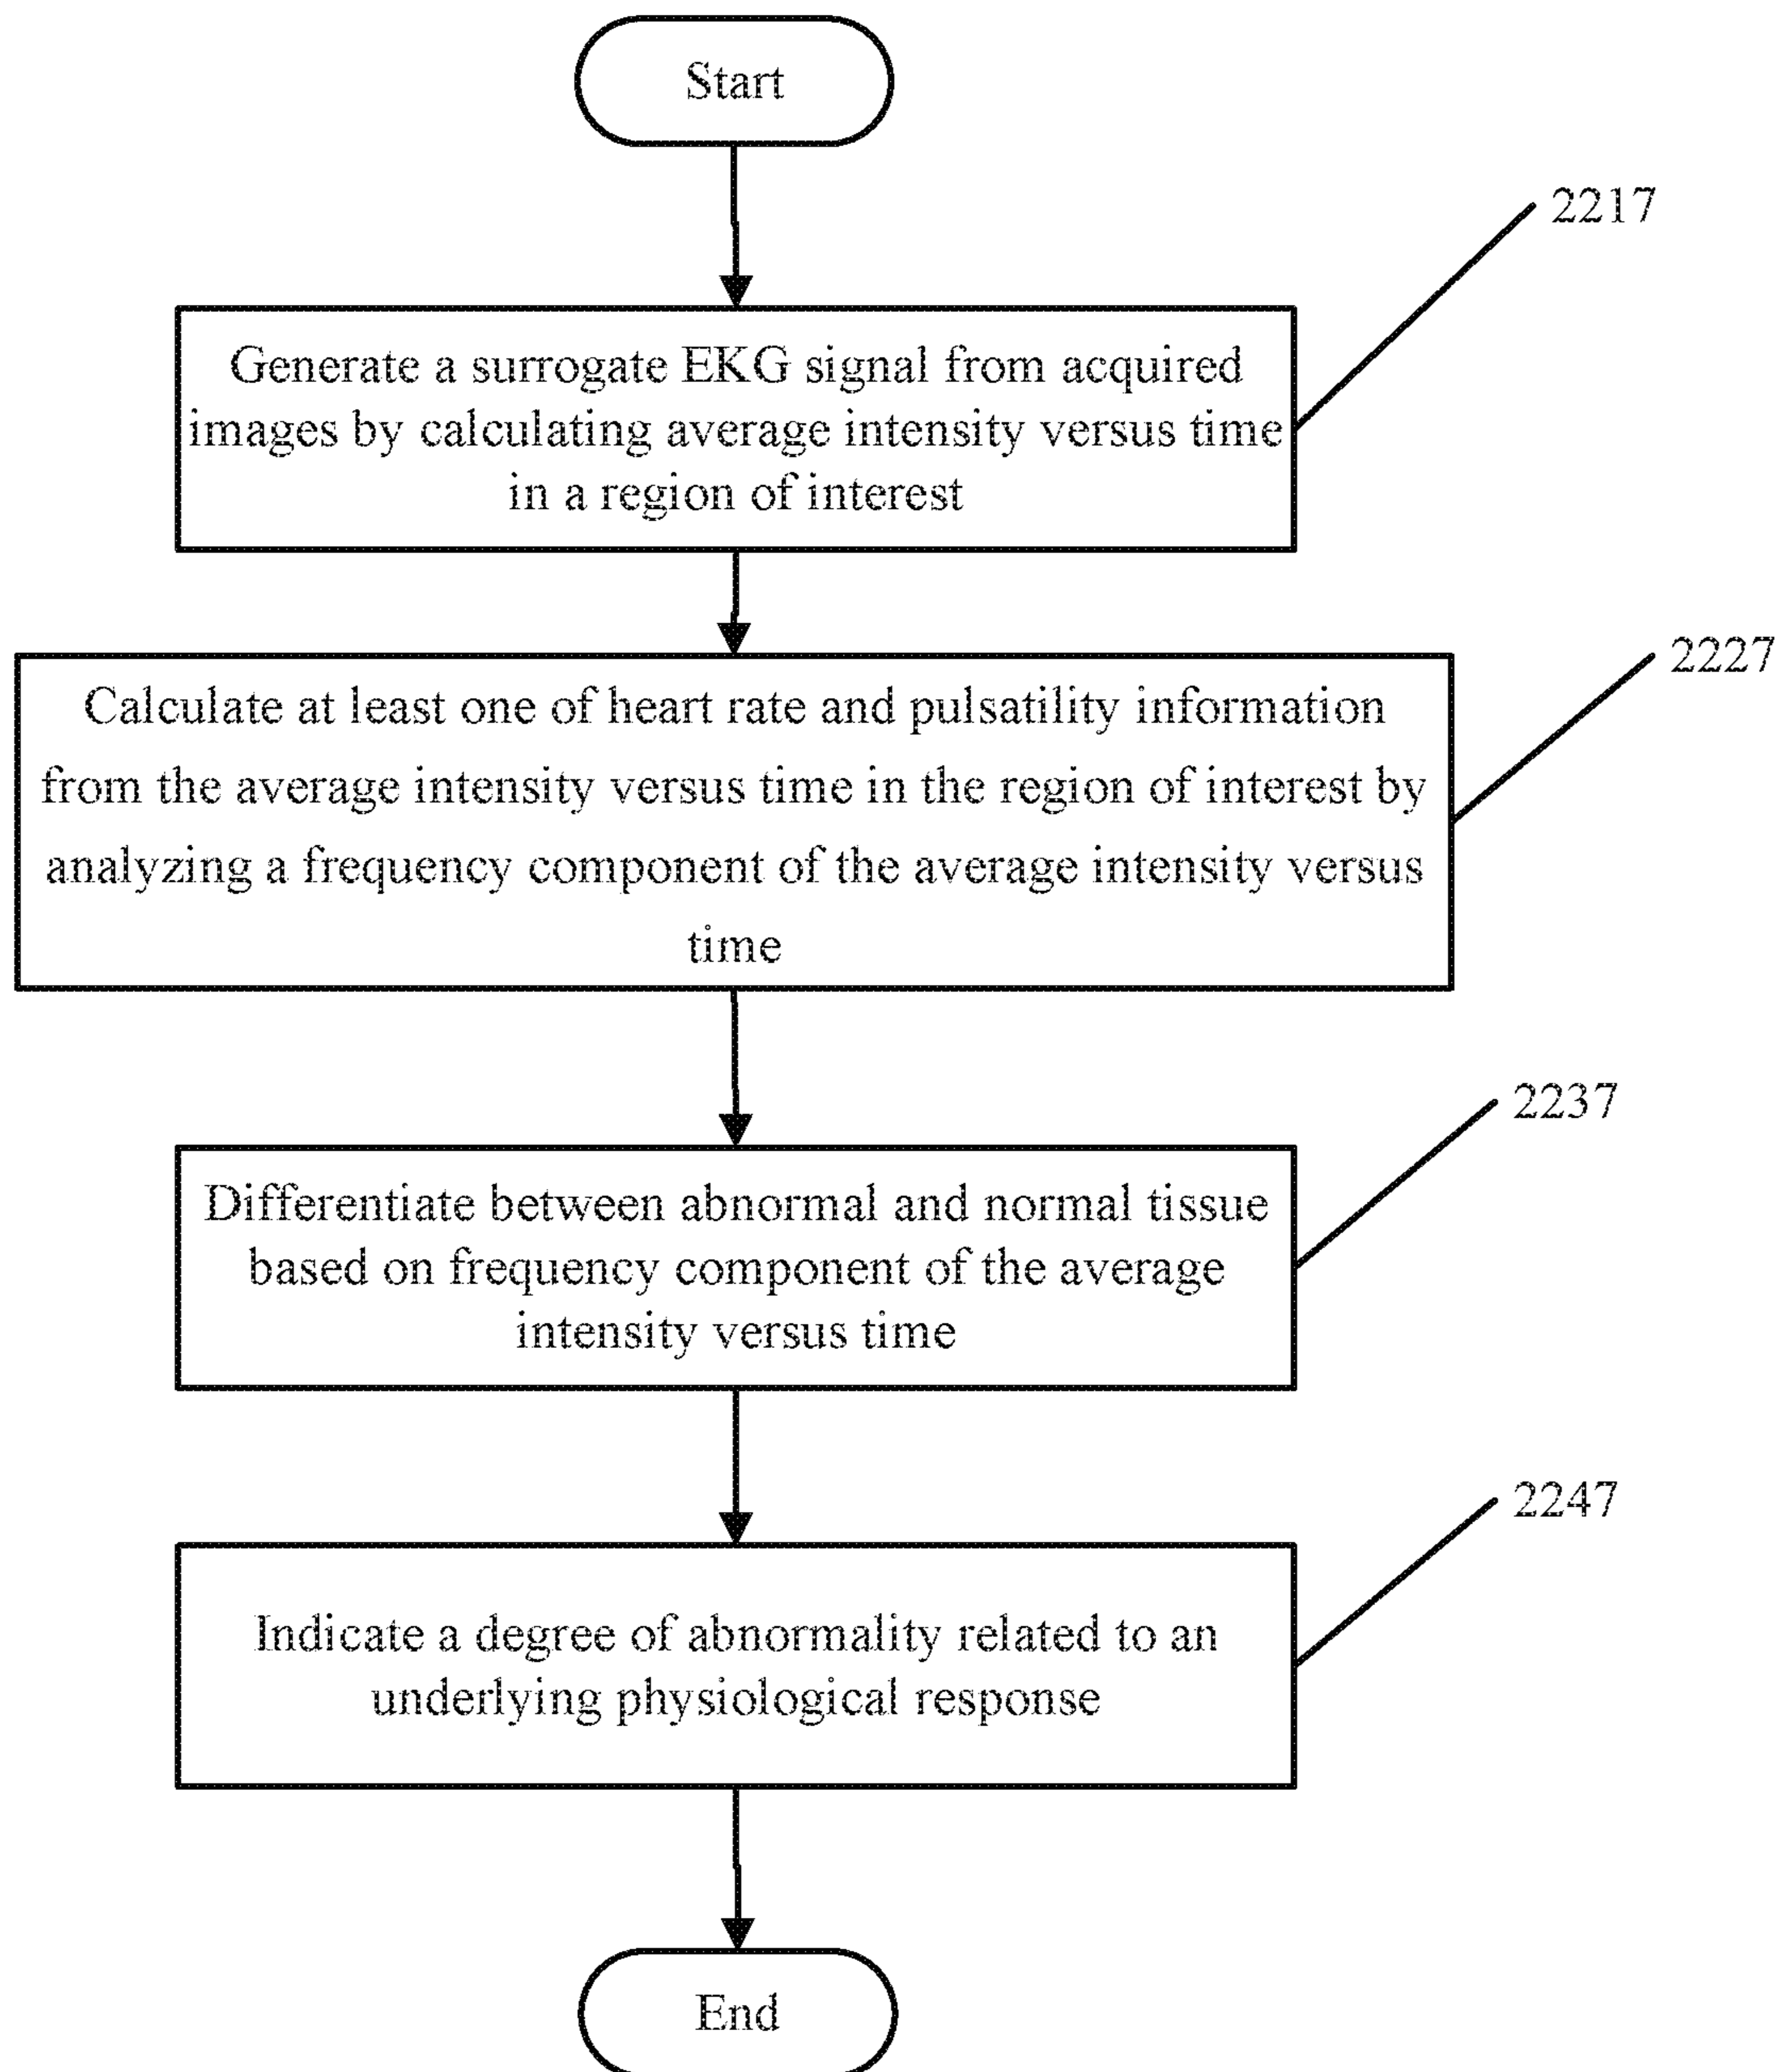 Start
2217
Generate a surrogate EKG signal from acquired
images by calculating average intensity versus time
in a region of interest
2227
Calculate at least one of heart rate and pulsatility information
from the average intensity versus time in the region of interest by
analyzing a frequency component of the average intensity versus
time
2237
Differentiate between abnormal and normal tissue
based on frequency component of the average
intensity versus time
2247
Indicate a degree of abnormality related to an
underlying physiological response
End